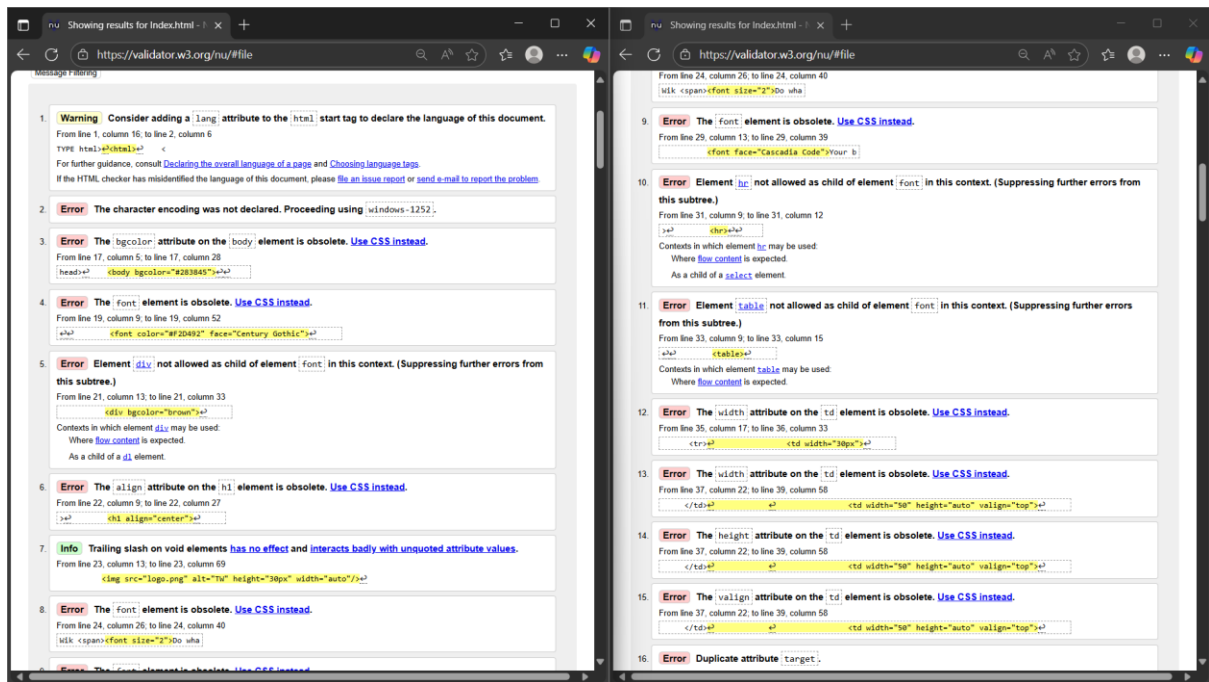 Showing results for Index.html - N
https://validator.w3.org/nu/#file
Message Filtering
1. Warning Consider adding a lang attribute to the html start tag to declare the language of this document.
From line 1, column 16; to line 2, column 6
TYPE html>↩<html>↩ <
For further guidance, consult Declaring the overall language of a page and Choosing language tags.
If the HTML checker has misidentified the language of this document, please file an issue report or send e-mail to report the problem.
2. Error The character encoding was not declared. Proceeding using windows-1252.
3. Error The bgcolor attribute on the body element is obsolete. Use CSS instead.
From line 17, column 5; to line 17, column 28
head>↩ <body bgcolor="#283845">↩↩
4. Error The font element is obsolete. Use CSS instead.
From line 19, column 9; to line 19, column 52
↩↩ <font color="#F2D492" face="Century Gothic">↩
5. Error Element div not allowed as child of element font in this context. (Suppressing further errors from
this subtree.)
From line 21, column 13; to line 21, column 33
<div bgcolor="brown">↩
Contexts in which element div may be used:
Where flow content is expected.
As a child of a dl element.
6. Error The align attribute on the h1 element is obsolete. Use CSS instead.
From line 22, column 9; to line 22, column 27
>↩ <h1 align="center">↩
7. Info Trailing slash on void elements has no effect and interacts badly with unquoted attribute values.
From line 23, column 13; to line 23, column 69
<img src="logo.png" alt="TW" height="30px" width="auto"/>↩
8. Error The font element is obsolete. Use CSS instead.
From line 24, column 26; to line 24, column 40
Wik <span><font size="2">Do wha
9. Error The font element is obsolete. Use CSS instead.
Showing results for Index.html - N
https://validator.w3.org/nu/#file
From line 24, column 26; to line 24, column 40
Wik <span><font size="2">Do wha
9. Error The font element is obsolete. Use CSS instead.
From line 29, column 13; to line 29, column 39
<font face="Cascadia Code">Your b
10. Error Element hr not allowed as child of element font in this context. (Suppressing further errors from
this subtree.)
From line 31, column 9; to line 31, column 12
>↩ <hr>↩↩
Contexts in which element hr may be used:
Where flow content is expected.
As a child of a select element.
11. Error Element table not allowed as child of element font in this context. (Suppressing further errors
from this subtree.)
From line 33, column 9; to line 33, column 15
↩↩ <table>↩
Contexts in which element table may be used:
Where flow content is expected.
12. Error The width attribute on the td element is obsolete. Use CSS instead.
From line 35, column 17; to line 36, column 33
<tr>↩ <td width="30px">↩
13. Error The width attribute on the td element is obsolete. Use CSS instead.
From line 37, column 22; to line 39, column 58
</td>↩ ↩ <td width="50" height="auto" valign="top">↩
14. Error The height attribute on the td element is obsolete. Use CSS instead.
From line 37, column 22; to line 39, column 58
</td>↩ ↩ <td width="50" height="auto" valign="top">↩
15. Error The valign attribute on the td element is obsolete. Use CSS instead.
From line 37, column 22; to line 39, column 58
</td>↩ ↩ <td width="50" height="auto" valign="top">↩
16. Error Duplicate attribute target.